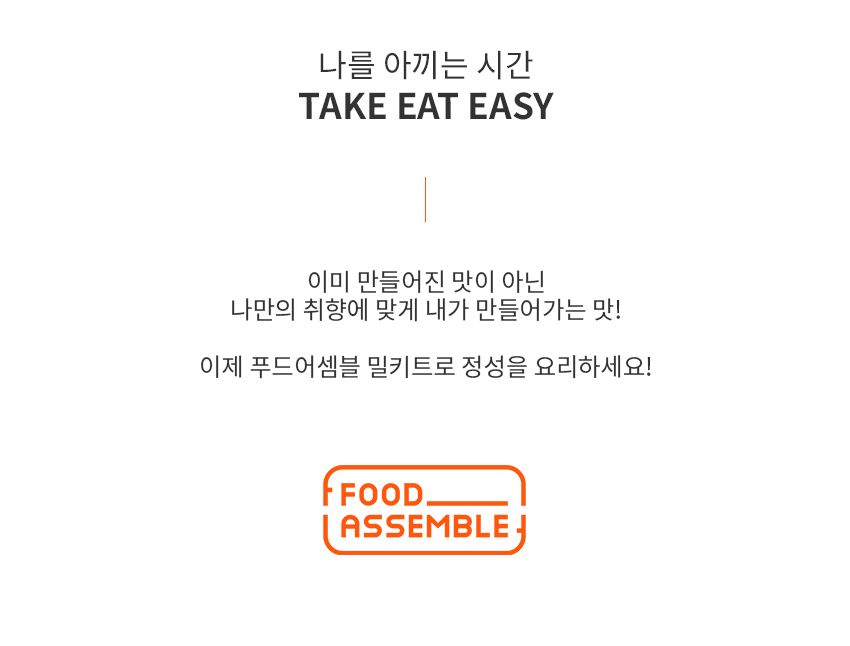 나를 아끼는 시간
TAKE EAT EASY
이미 만들어진 맛이 아닌
나만의 취향에 맞게 내가 만들어가는 맛!
이제 푸드어셈블 밀키트로 정성을 요리하세요!
FOOD
ASSEMBLE